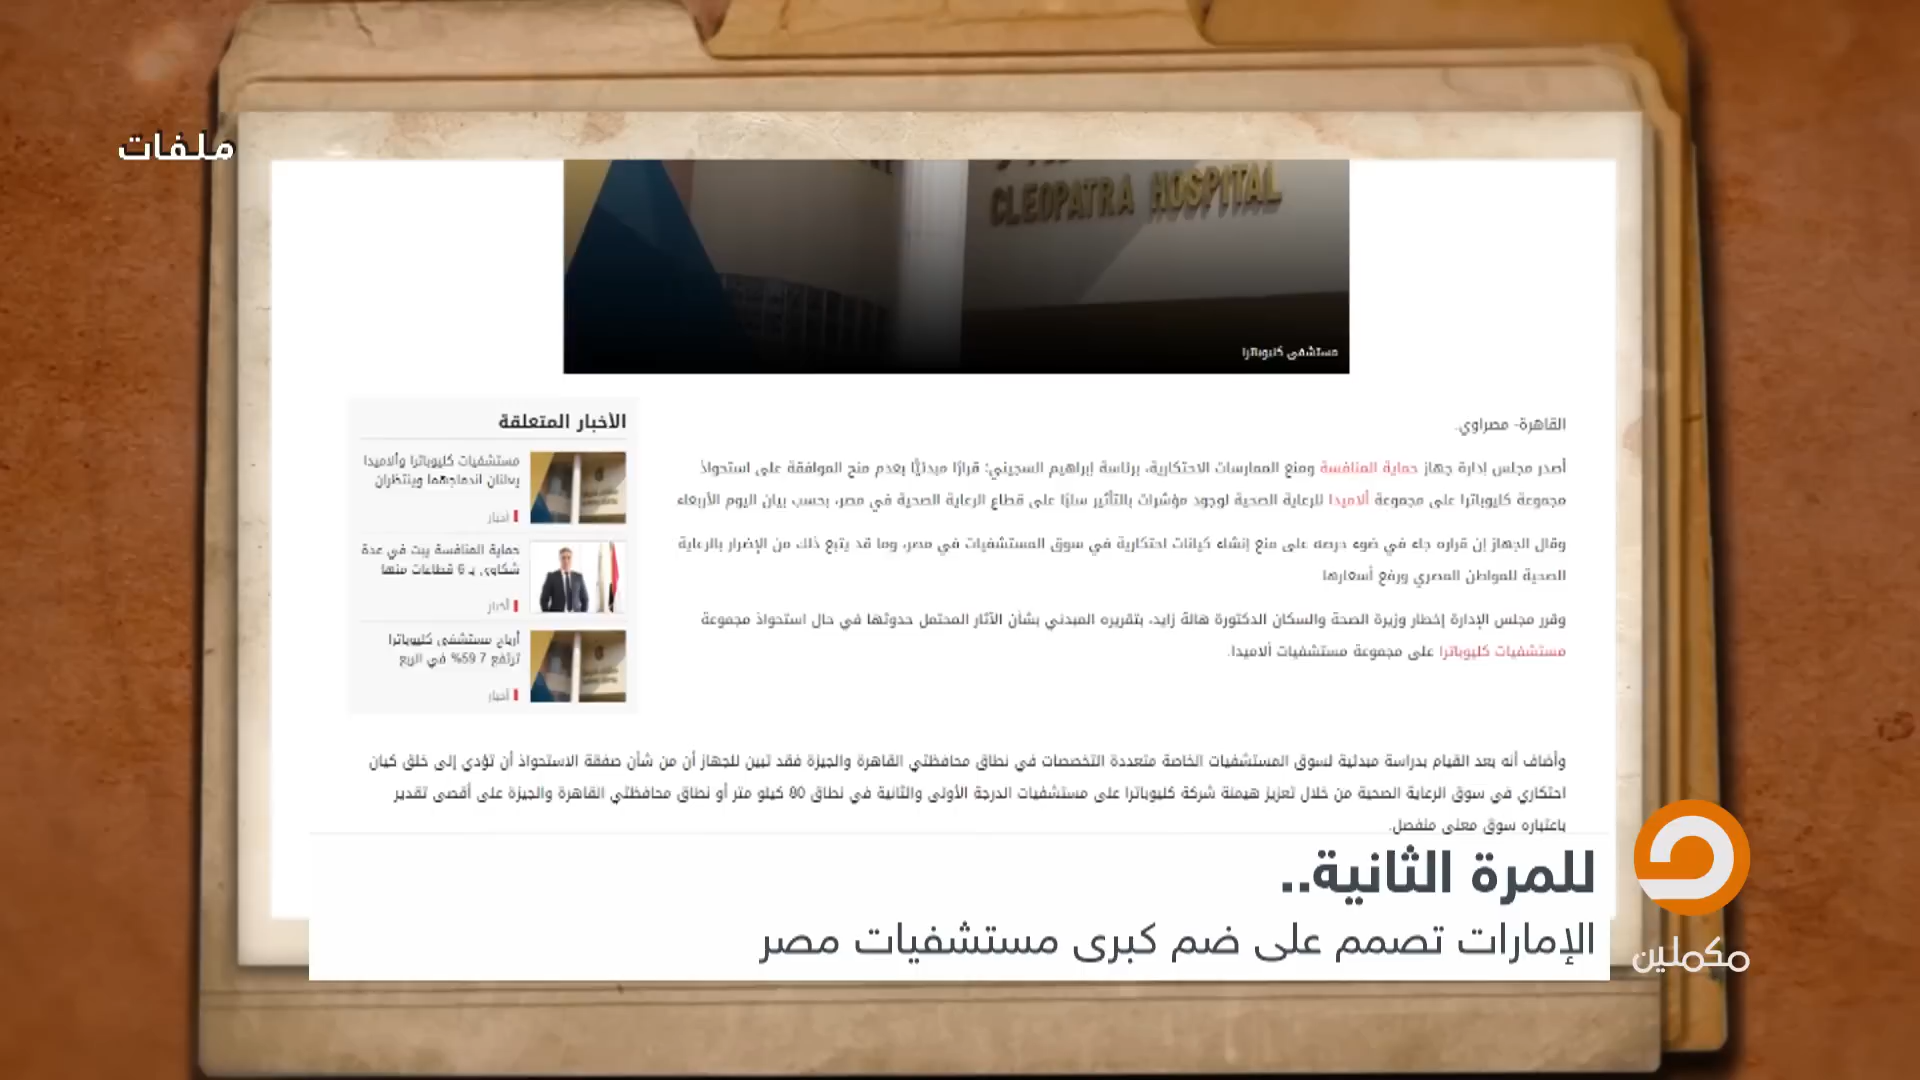 ملفات
CLEOPATRA HOSPITAL
مستشفى كليوباترا
القاهرة- مصراوي:
أصدر مجلس إدارة جهاز حماية المنافسة ومنع الممارسات الاحتكارية، برئاسة إبراهيم السجيني؛ قرارًا مبدئيًّا بعدم منح الموافقة على استحواذ
مجموعة كليوباترا على مجموعة ألاميدا للرعاية الصحية لوجود مؤشرات بالتأثير سلبًا على قطاع الرعاية الصحية في مصر، بحسب بيان اليوم الأربعاء
وقال الجهاز إن قراره جاء في ضوء حرصه على منع إنشاء كيانات احتكارية في سوق المستشفيات في مصر، وما قد يتبع ذلك من الإضرار بالرعاية
الصحية للمواطن المصري ورفع أسعارها
وقرر مجلس الإدارة إخطار وزيرة الصحة والسكان الدكتورة هالة زايد، بتقريره المبدئي بشأن الآثار المحتمل حدوثها في حال استحواذ مجموعة
مستشفيات كليوباترا على مجموعة مستشفيات ألاميدا.
الأخبار المتعلقة
مستشفيات كليوباترا وألاميدا
يعلنان اندماجهما وينتظران
أخبار
حماية المنافسة يبت في عدة
شكاوى بـ 6 قطاعات منها
أخبار
أرباح مستشفى كليوباترا
ترتفع 59.7% في الربع
أخبار
وأضاف أنه بعد القيام بدراسة مبدئية لسوق المستشفيات الخاصة متعددة التخصصات في نطاق محافظتي القاهرة والجيزة فقد تبين للجهاز أن من شأن صفقة الاستحواذ أن تؤدي إلى خلق كيان
احتكاري في سوق الرعاية الصحية من خلال تعزيز هيمنة شركة كليوباترا على مستشفيات الدرجة الأولى والثانية في نطاق 80 كيلو متر أو نطاق محافظتي القاهرة والجيزة على أقصى تقدير
باعتباره سوق معني منفصل.
للمرة الثانية..
الإمارات تصمم على ضم كبرى مستشفيات مصر
مكملين